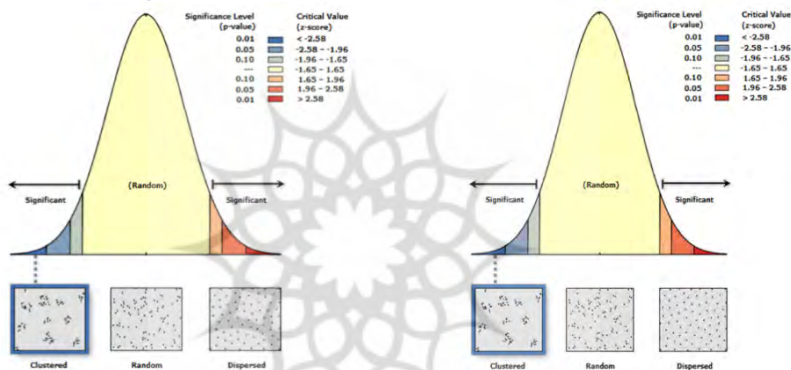 Significance Level
(p-value)
Critical Value
(z-score)
0.01 < -2.58
0.05 -2.58 - -1.96
0.10 -1.96 - -1.65
--- -1.65 - 1.65
0.10 1.65 - 1.96
0.05 1.96 - 2.58
0.01 > 2.58
(Random)
Significant
Significant
Clustered
Random
Dispersed
Significance Level
(p-value)
Critical Value
(z-score)
0.01 < -2.58
0.05 -2.58 - -1.96
0.10 -1.96 - -1.65
--- -1.65 - 1.65
0.10 1.65 - 1.96
0.05 1.96 - 2.58
0.01 > 2.58
(Random)
Significant
Significant
Clustered
Random
Dispersed